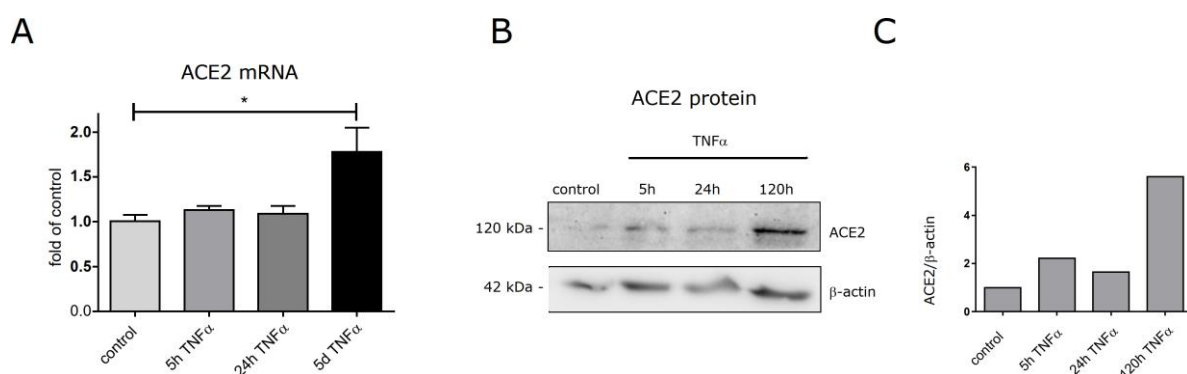 A
ACE2 mRNA
*
fold of control
2.0
1.5
1.0
0.5
0.0
control
5h TNFα
24h TNFα
5d TNFα
B
ACE2 protein
TNFα
control 5h 24h 120h
120 kDa - ACE2
42 kDa - β-actin
C
ACE2/β-actin
6
4
2
0
control
5h TNFα
24h TNFα
120h TNFα